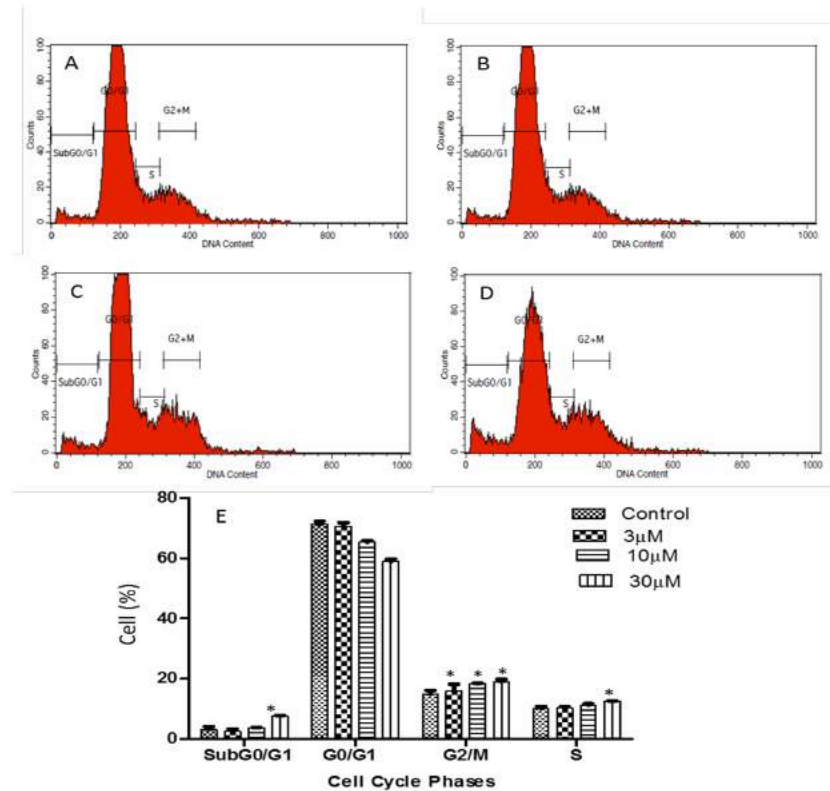 A
100
80
60
40
20
0
Counts
G0/G1
G2+M
SubG0/G1
S
0 200 400 600 800 1000
DNA Content
B
100
80
60
40
20
0
Counts
G0/G1
G2+M
SubG0/G1
S
0 200 400 600 800 1000
DNA Content
C
100
80
60
40
20
0
Counts
G0/G1
G2+M
SubG0/G1
S
0 200 400 600 800 1000
DNA Content
D
100
80
60
40
20
0
Counts
G0/G1
G2+M
SubG0/G1
S
0 200 400 600 800 1000
DNA Content
E
80
60
40
20
0
Cell (%)
Control
3μM
10μM
30μM
* * * * *
SubG0/G1 G0/G1 G2/M S
Cell Cycle Phases